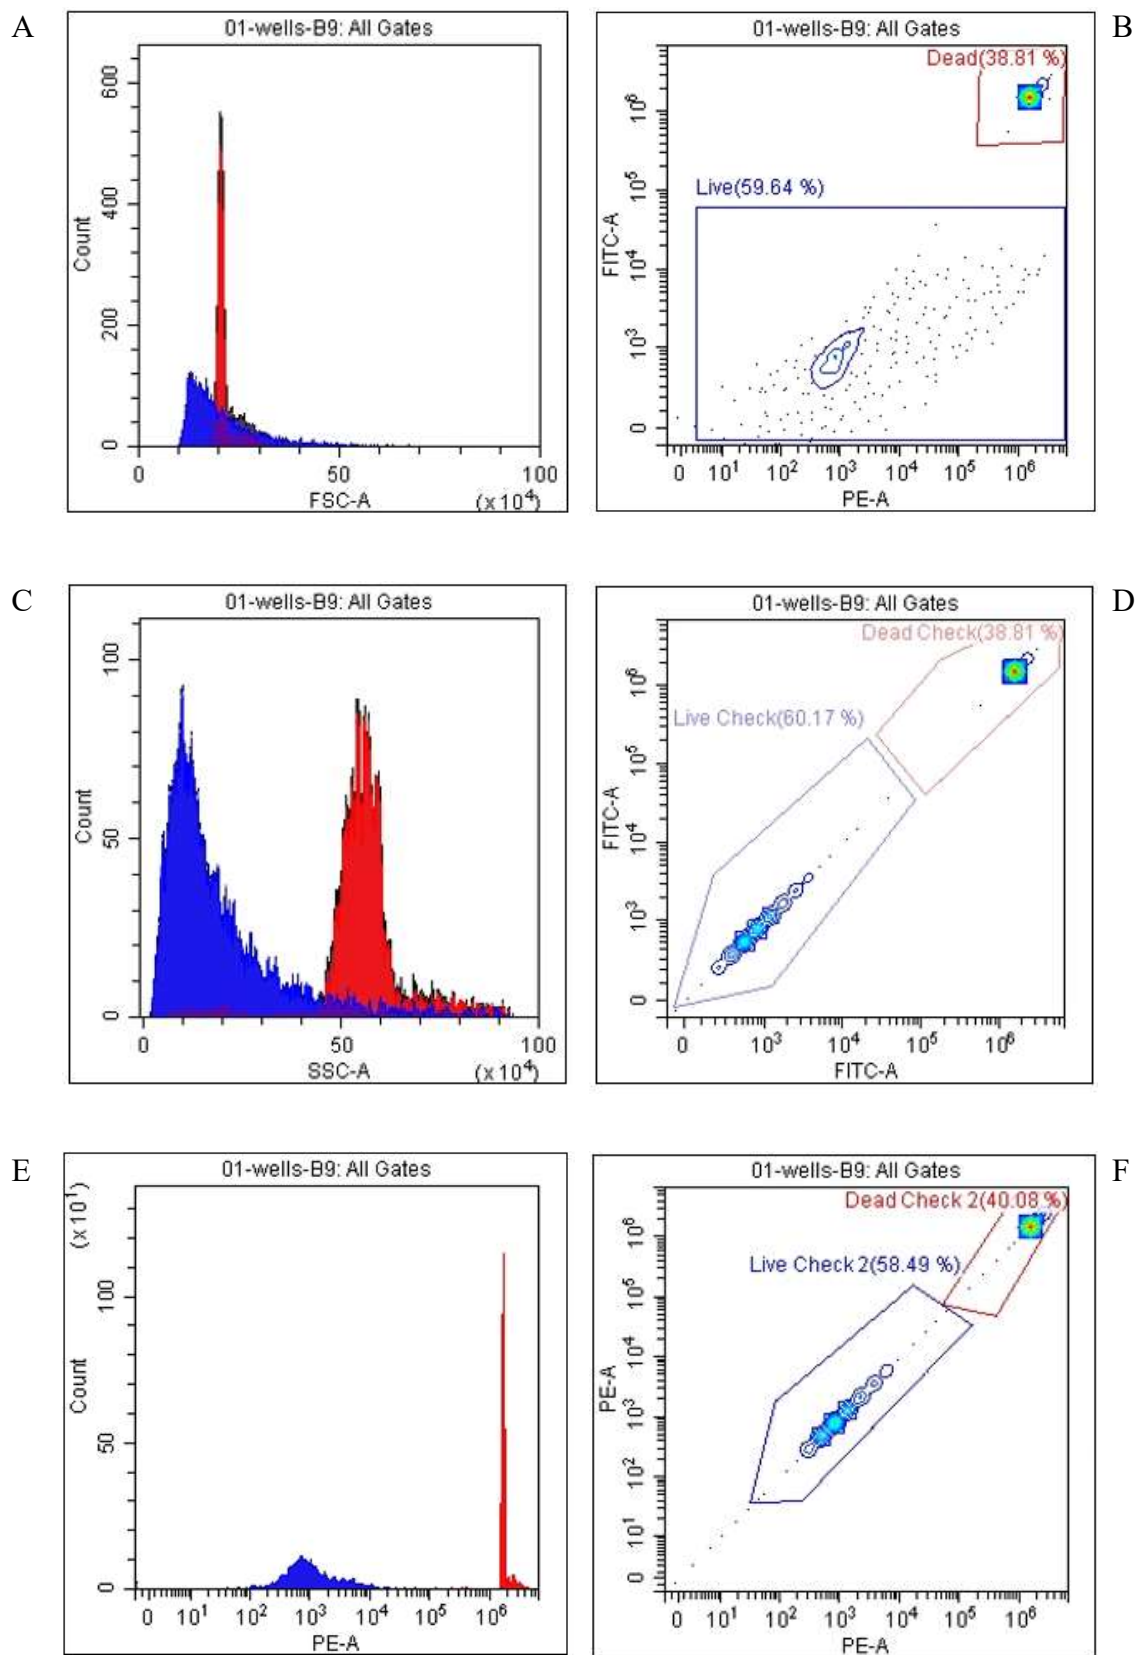 A
01-wells-B9: All Gates
600
400
200
0
Count
0 50 100
FSC-A (x10⁴)
B
01-wells-B9: All Gates
Dead(38.81 %)
Live(59.64 %)
10⁶
10⁵
10⁴
10³
0
FITC-A
0 10¹ 10² 10³ 10⁴ 10⁵ 10⁶
PE-A
C
01-wells-B9: All Gates
100
50
0
Count
0 50 100
SSC-A (x10⁴)
D
01-wells-B9: All Gates
Dead Check(38.81 %)
Live Check(60.17 %)
10⁶
10⁵
10⁴
10³
0
FITC-A
0 10³ 10⁴ 10⁵ 10⁶
FITC-A
E
01-wells-B9: All Gates
(x10¹)
100
50
0
Count
0 10¹ 10² 10³ 10⁴ 10⁵ 10⁶
PE-A
F
01-wells-B9: All Gates
Dead Check 2(40.08 %)
Live Check 2(58.49 %)
10⁶
10⁵
10⁴
10³
10²
10¹
0
PE-A
0 10¹ 10² 10³ 10⁴ 10⁵ 10⁶
PE-A